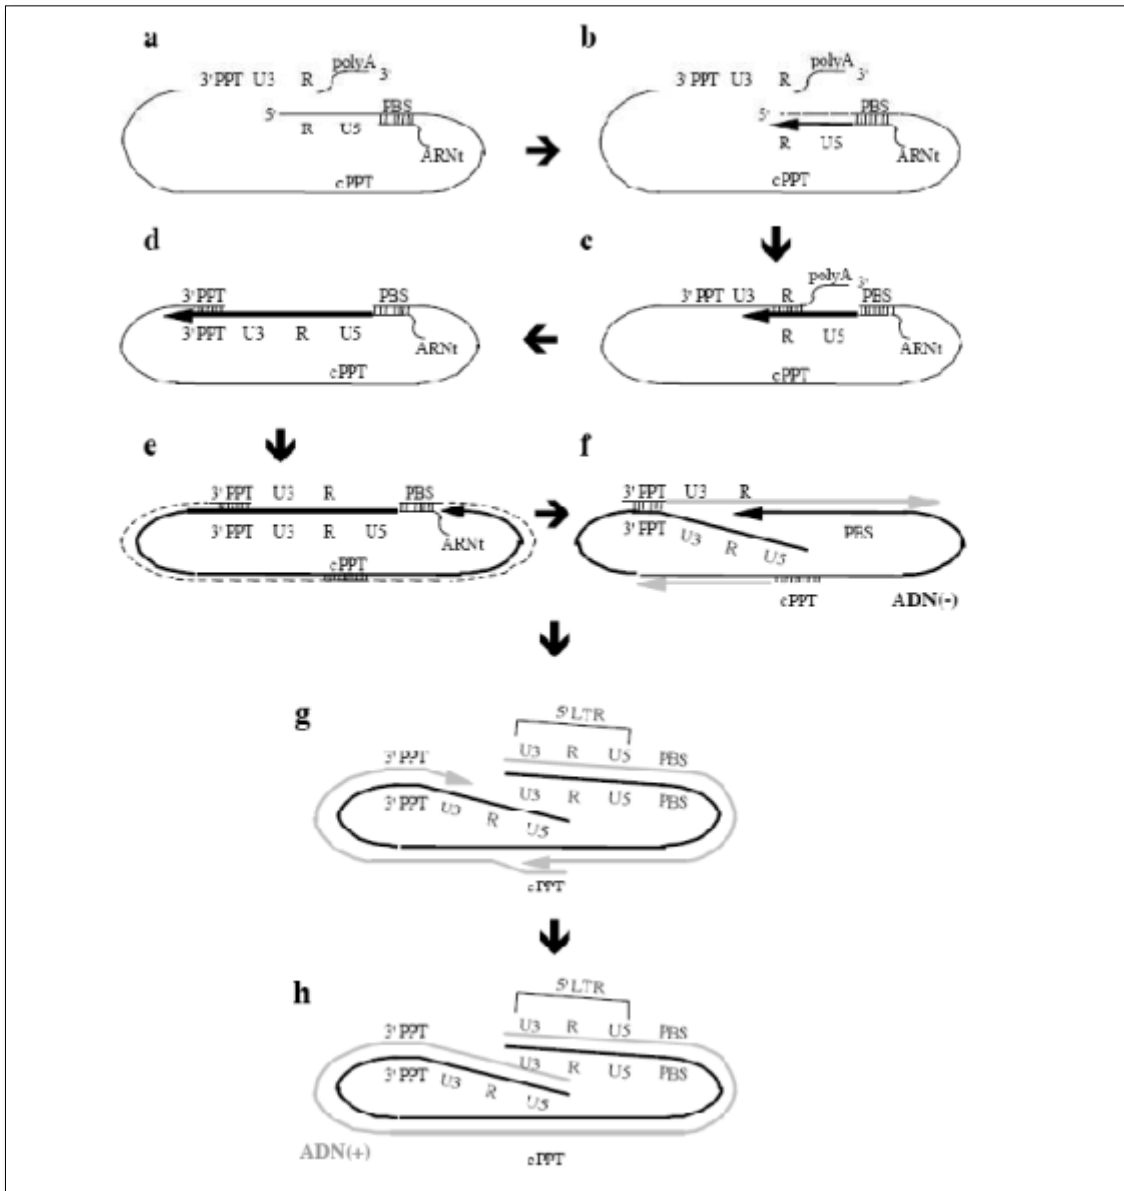 a
3' PPT U3 R polyA 3'
5' PBS
R U5
ARNt
cPPT
b
3' PPT U3 R polyA 3'
5' PBS
R U5
ARNt
cPPT
d
3' PPT PBS
3' PPT U3 R U5 ARNt
cPPT
c
3' PPT U3 R polyA 3' PBS
R U5 ARNt
cPPT
e
3' PPT U3 R PBS
3' PPT U3 R U5 ARNt
cPPT
f
3' PPT U3 R
3' PPT U3 R U5 PBS
cPPT ADN(-)
g
5' LTR
3' PPT U3 R U5 PBS
U3 R U5 PBS
3' PPT U3 R U5
cPPT
h
5' LTR
3' PPT U3 R U5 PBS
U3 R U5 PBS
3' PPT U3 R U5
ADN(+) cPPT